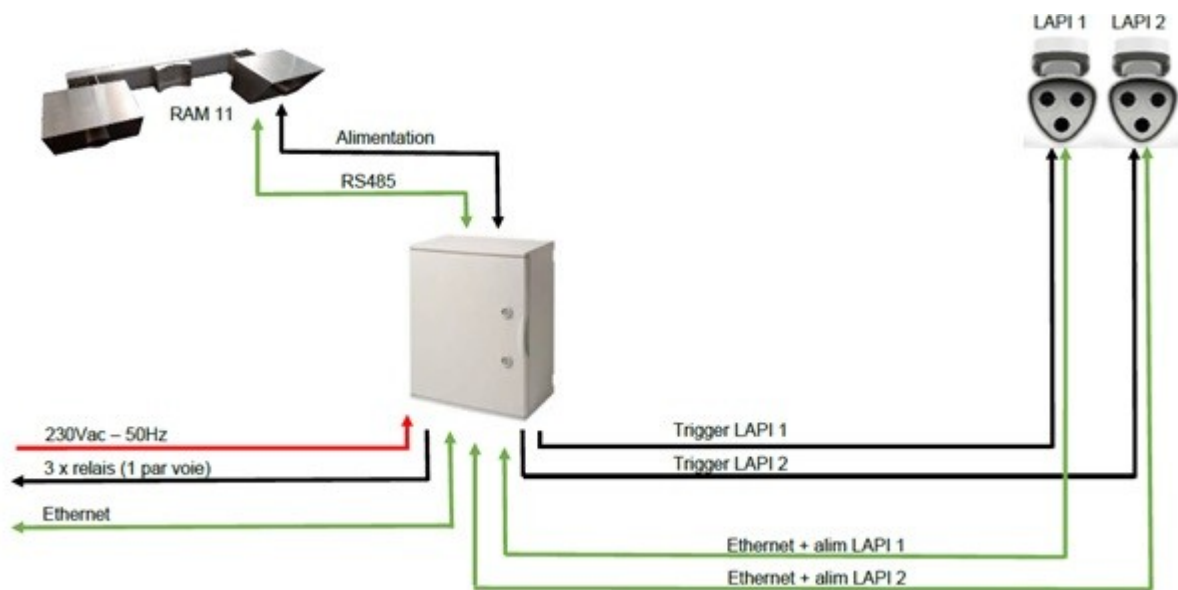 LAPI 1
LAPI 2
RAM 11
Alimentation
RS485
230Vac – 50Hz
3 x relais (1 par voie)
Ethernet
Trigger LAPI 1
Trigger LAPI 2
Ethernet + alim LAPI 1
Ethernet + alim LAPI 2